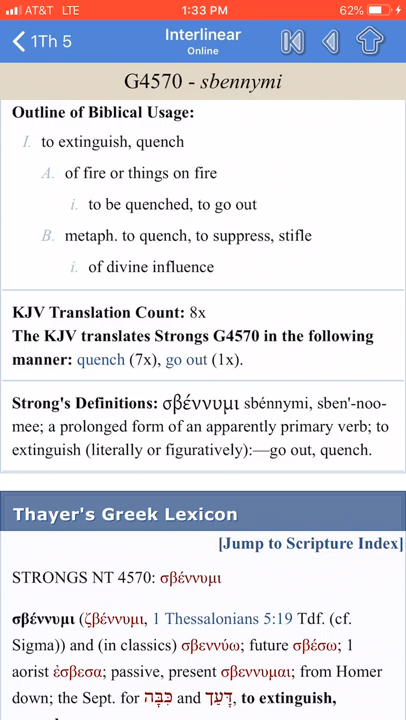 AT&T LTE 1:33 PM 62%
1Th 5 Interlinear
Online
G4570 - sbennymi
Outline of Biblical Usage:
I. to extinguish, quench
A. of fire or things on fire
i. to be quenched, to go out
B. metaph. to quench, to suppress, stifle
i. of divine influence
KJV Translation Count: 8x
The KJV translates Strongs G4570 in the following
manner: quench (7x), go out (1x).
Strong's Definitions: σβέννυμι sbénnymi, sben'-noo-
mee; a prolonged form of an apparently primary verb; to
extinguish (literally or figuratively):—go out, quench.
Thayer's Greek Lexicon
[Jump to Scripture Index]
STRONGS NT 4570: σβέννυμι
σβέννυμι (ζβέννυμι, 1 Thessalonians 5:19 Tdf. (cf.
Sigma)) and (in classics) σβεννύω; future σβέσω; 1
aorist ἐσβεσα; passive, present σβεννυμαι; from Homer
down; the Sept. for כִּבָּה and דָּעַך, to extinguish,